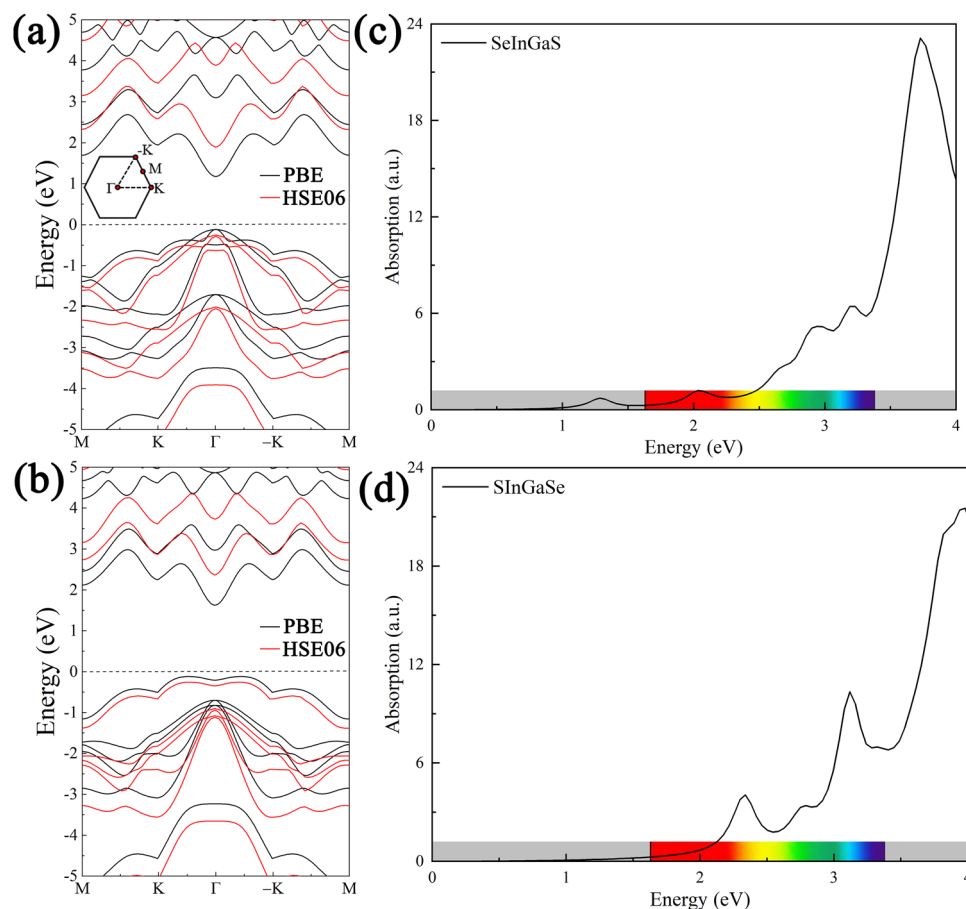 (a)
Energy (eV)
5
4
3
2
1
0
-1
-2
-3
-4
-5
-K
M
Γ
K
PBE
HSE06
M
K
Γ
−K
M
(c)
Absorption (a.u.)
24
18
12
6
0
SeInGaS
0
1
2
3
4
Energy (eV)
(b)
Energy (eV)
5
4
3
2
1
0
-1
-2
-3
-4
-5
PBE
HSE06
M
K
Γ
−K
M
(d)
Absorption (a.u.)
24
18
12
6
0
SInGaSe
0
1
2
3
4
Energy (eV)